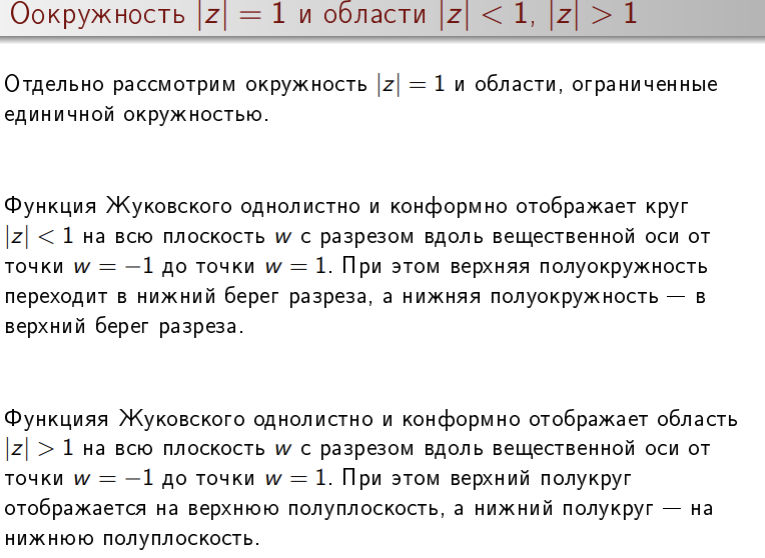 Оокружность |z| = 1 и области |z| < 1, |z| > 1
Отдельно рассмотрим окружность |z| = 1 и области, ограниченные
единичной окружностью.
Функция Жуковского однолистно и конформно отображает круг
|z| < 1 на всю плоскость w с разрезом вдоль вещественной оси от
точки w = −1 до точки w = 1. При этом верхняя полуокружность
переходит в нижний берег разреза, а нижняя полуокружность — в
верхний берег разреза.
Функцияя Жуковского однолистно и конформно отображает область
|z| > 1 на всю плоскость w с разрезом вдоль вещественной оси от
точки w = −1 до точки w = 1. При этом верхний полукруг
отображается на верхнюю полуплоскость, а нижний полукруг — на
нижнюю полуплоскость.